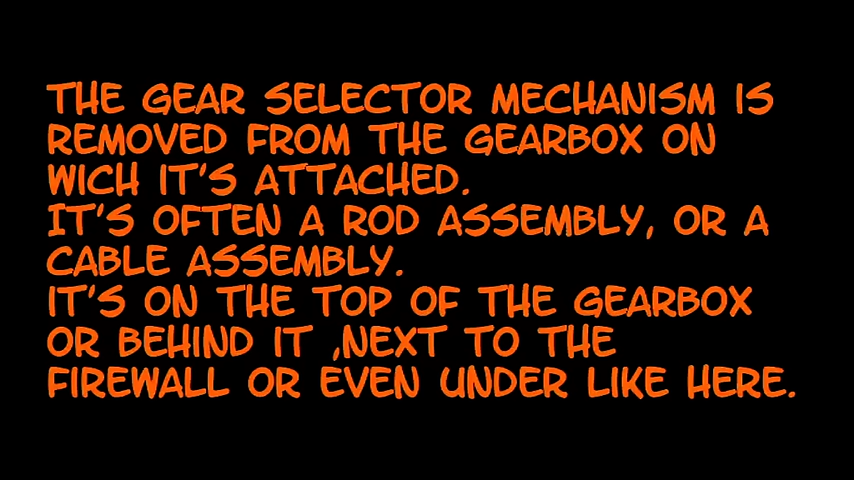 THE GEAR SELECTOR MECHANISM IS
REMOVED FROM THE GEARBOX ON
WICH IT'S ATTACHED.
IT'S OFTEN A ROD ASSEMBLY, OR A
CABLE ASSEMBLY.
IT'S ON THE TOP OF THE GEARBOX
OR BEHIND IT ,NEXT TO THE
FIREWALL OR EVEN UNDER LIKE HERE.